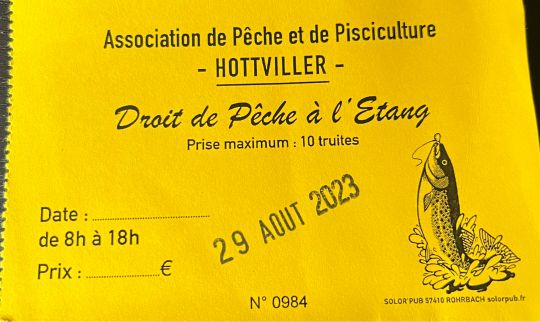 Association de Pêche et de Pisciculture
- HOTTVILLER -
Droit de Pêche à l'Etang
Prise maximum : 10 truites
Date : ..............................
29 AOUT 2023
de 8h à 18h
Prix : ....................€
N° 0984
SOLOR'PUB 57410 ROHRBACH solorpub.fr